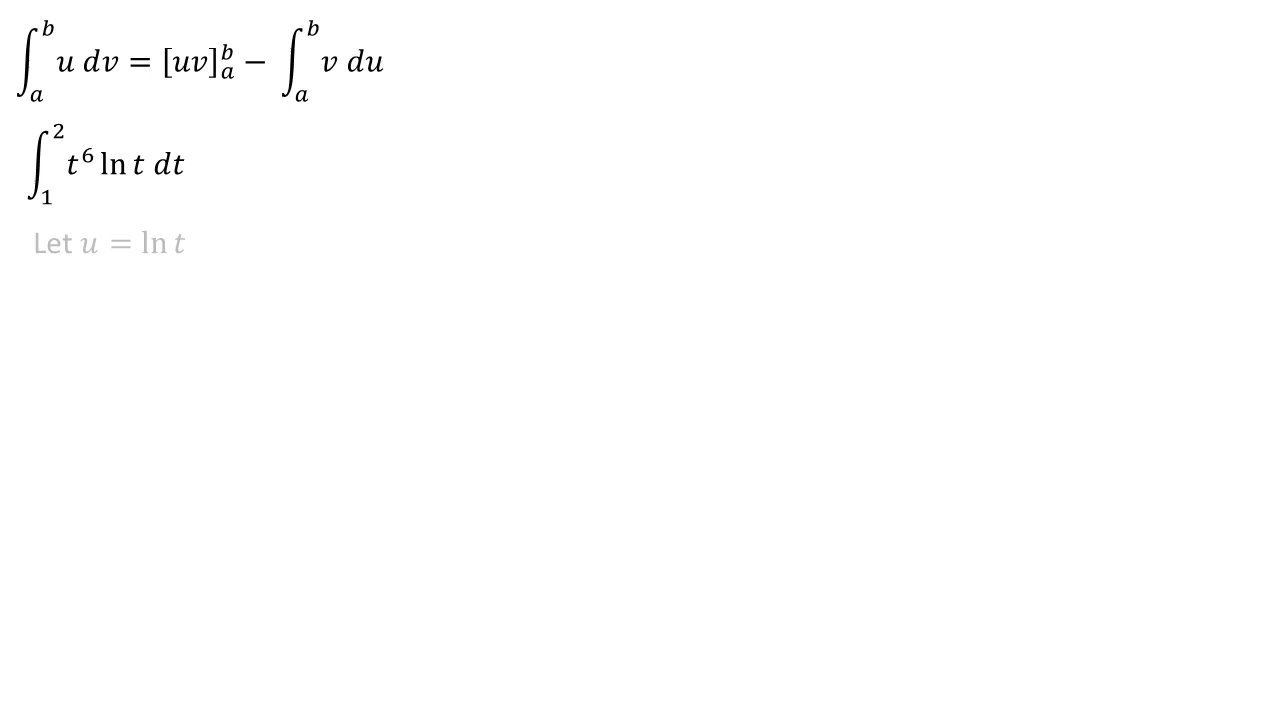 ∫_a^b u dv = [uv]_a^b − ∫_a^b v du
∫_1^2 t^6 ln t dt
Let u = ln t